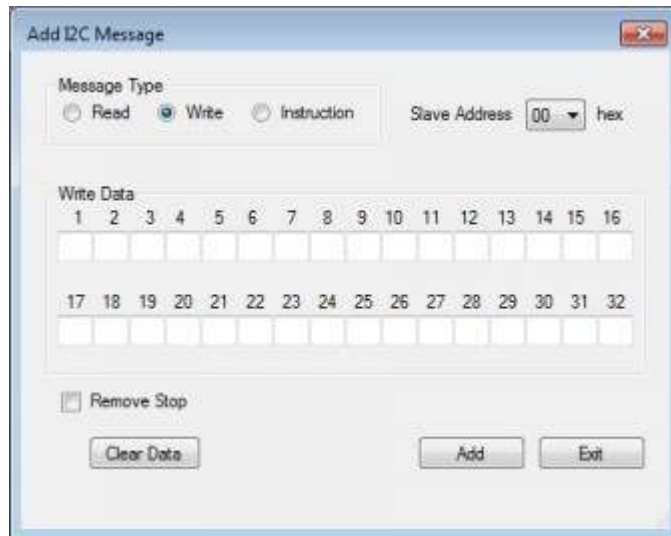 Add I2C Message
Message Type
Read Write Instruction
Slave Address 00 hex
Write Data
1 2 3 4 5 6 7 8 9 10 11 12 13 14 15 16
17 18 19 20 21 22 23 24 25 26 27 28 29 30 31 32
Remove Stop
Clear Data Add Exit